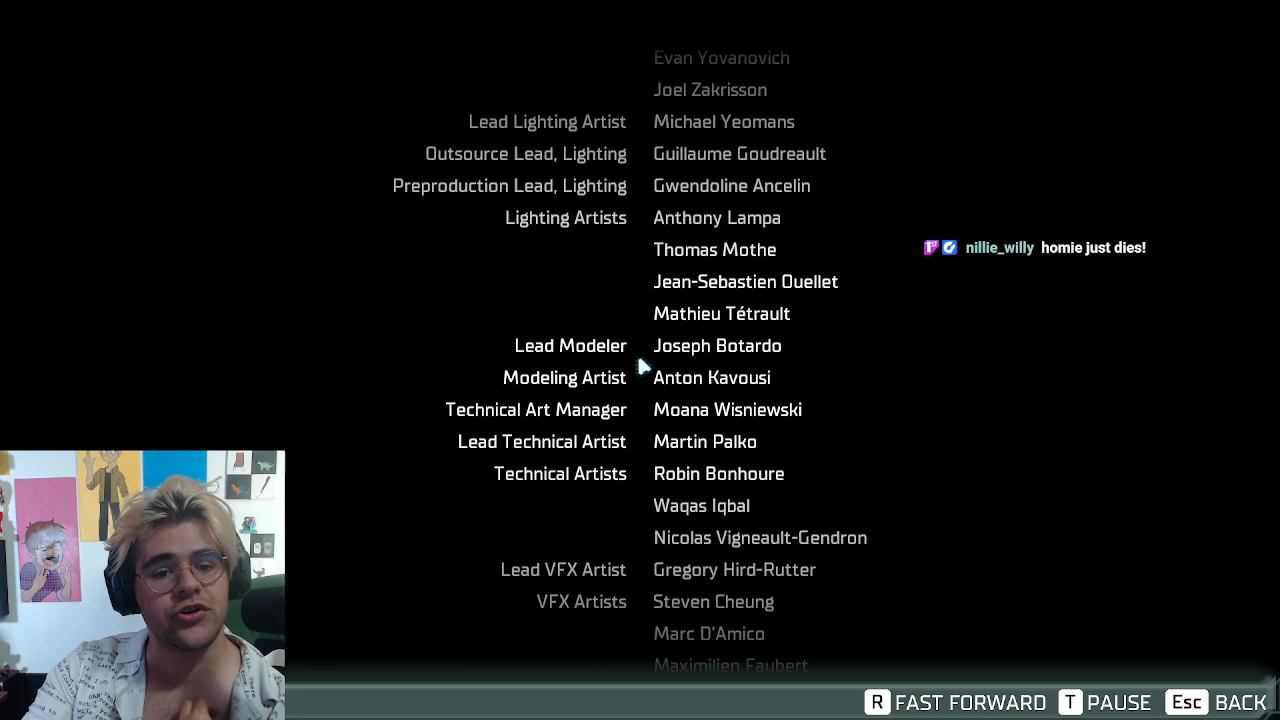 Evan Yovanovich
Joel Zakrisson
Lead Lighting Artist Michael Yeomans
Outsource Lead, Lighting Guillaume Goudreault
Preproduction Lead, Lighting Gwendoline Ancelin
Lighting Artists Anthony Lampa
Thomas Mothe
nillie_willy homie just dies!
Jean-Sebastien Ouellet
Mathieu Tétrault
Lead Modeler Joseph Botardo
Modeling Artist Anton Kavousi
Technical Art Manager Moana Wisniewski
Lead Technical Artist Martin Palko
Technical Artists Robin Bonhoure
Waqas Iqbal
Nicolas Vigneault-Gendron
Lead VFX Artist Gregory Hird-Rutter
VFX Artists Steven Cheung
Marc D'Amico
Maximilien Faubert
R FAST FORWARD T PAUSE Esc BACK